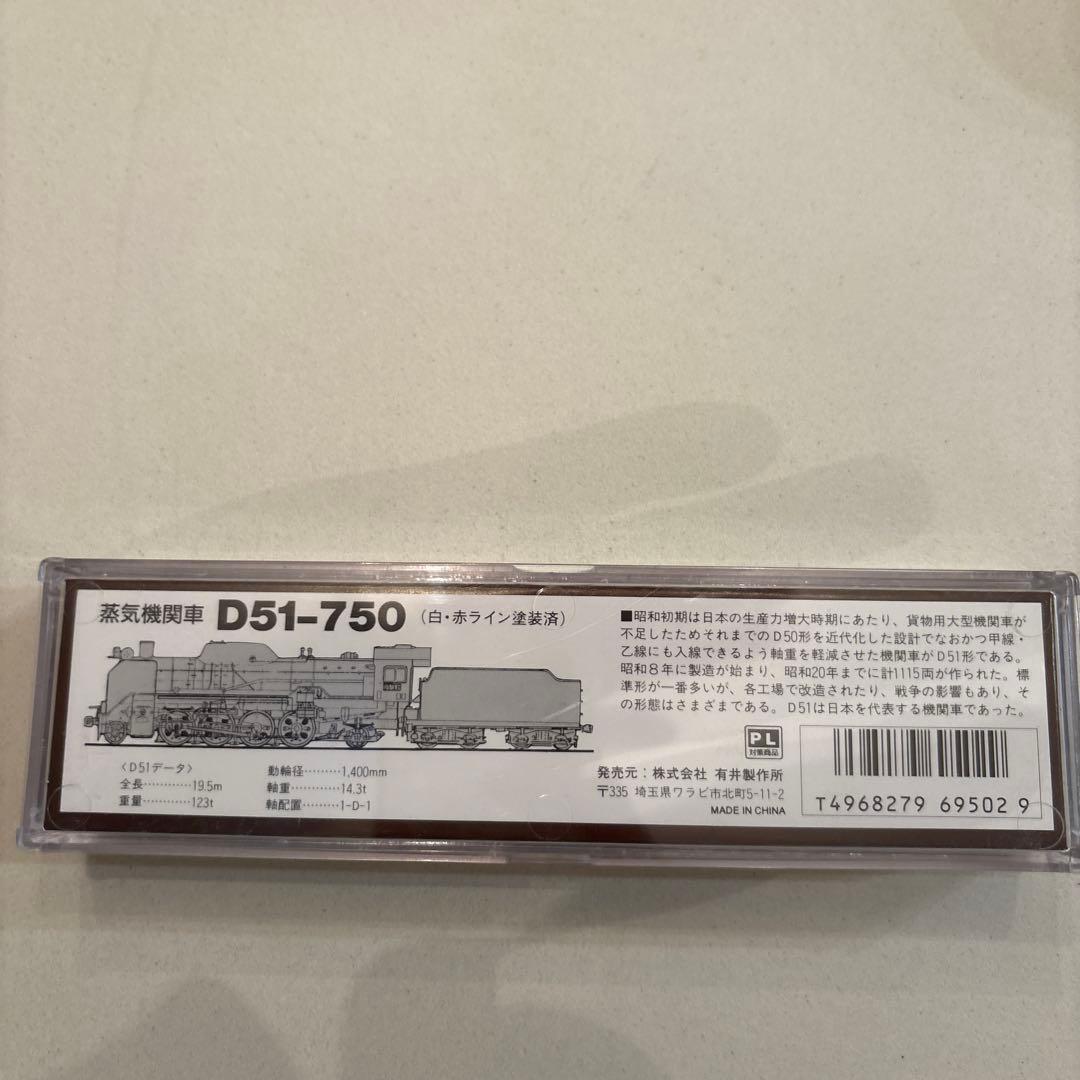 蒸気機関車 D51-750 (白・赤ライン塗装済)
〈D51データ〉
全長…………19.5m
重量…………123t
動輪径………1,400mm
軸重…………14.3t
軸配置………1-D-1
■昭和初期は日本の生産力増大時期にあたり、貨物用大型機関車が
不足したためそれまでのD50形を近代化した設計でなおかつ甲線・
乙線にも入線できるよう軸重を軽減させた機関車がD51形である。
昭和8年に製造が始まり、昭和20年までに計1115両が作られた。標
準形が一番多いが、各工場で改造されたり、戦争の影響もあり、そ
の形態はさまざまである。D51は日本を代表する機関車であった。
PL
対策商品
発売元：株式会社 有井製作所
〒335 埼玉県ワラビ市北町5-11-2
MADE IN CHINA
T4968279 69502 9